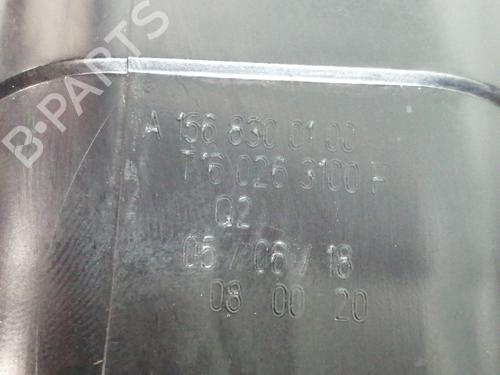 B-PARTS
A 156 830 01 00
T16 026 3100 F
Q2
05 / 06 / 18
08 00 20